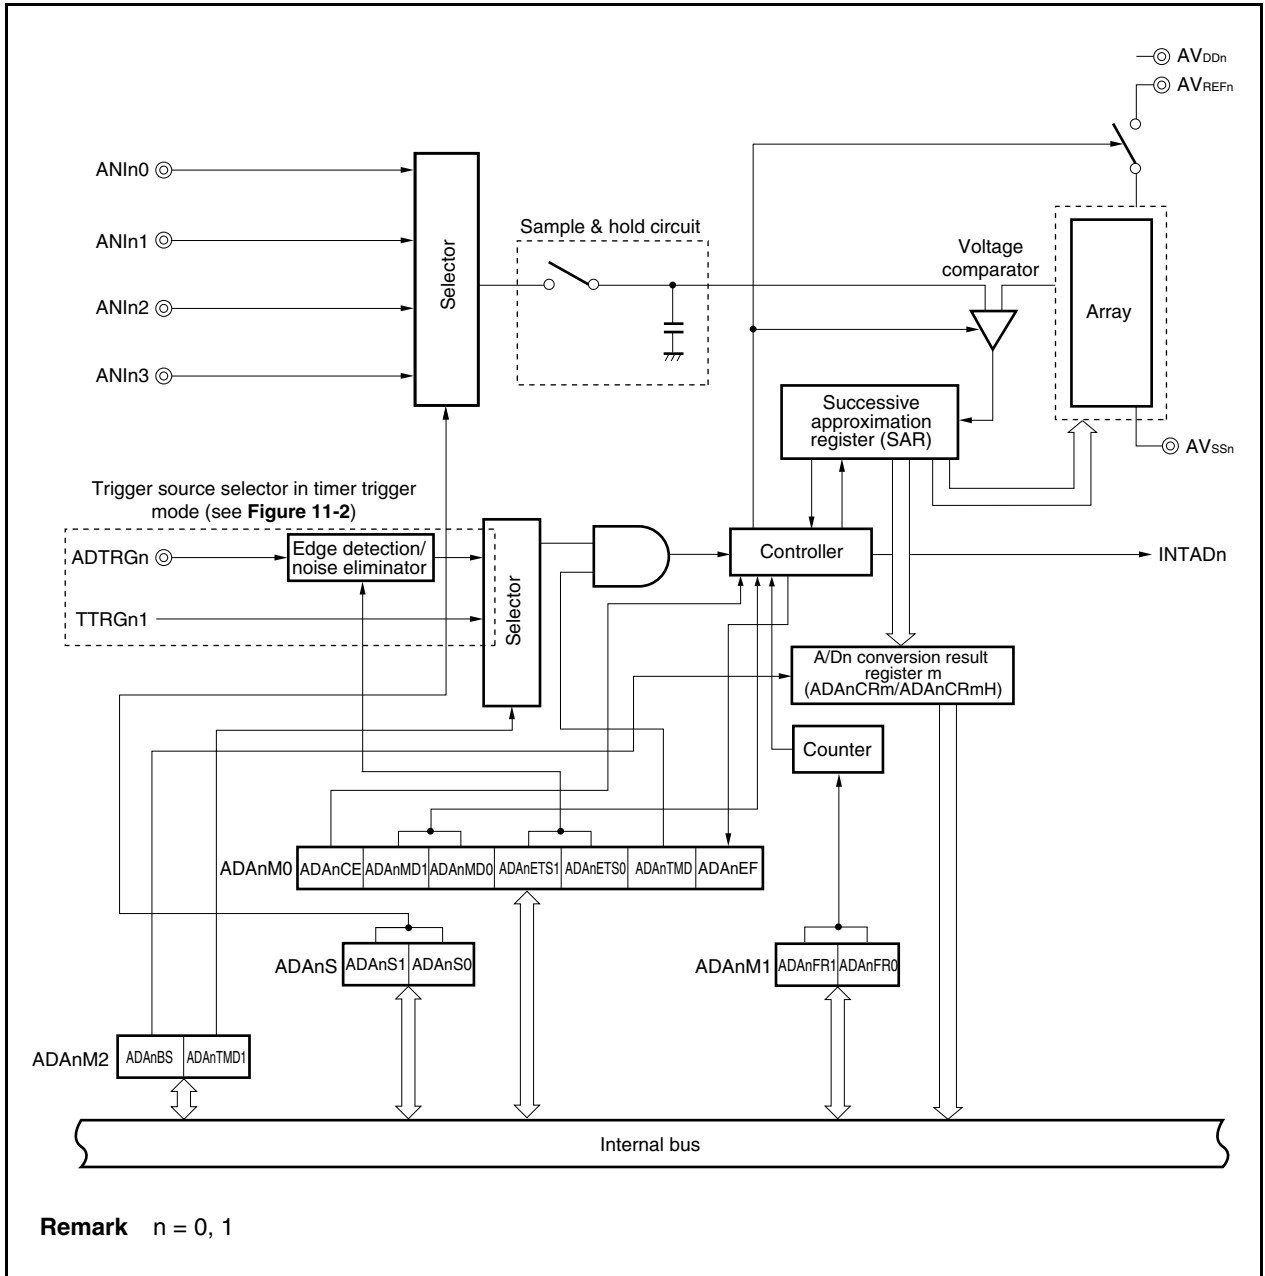 AVDDn
AVREFn
ANIn0
ANIn1
ANIn2
ANIn3
Selector
Sample & hold circuit
Voltage
comparator
Array
Successive
approximation
register (SAR)
AVSSn
Trigger source selector in timer trigger
mode (see Figure 11-2)
ADTRGn
Edge detection/
noise eliminator
TTRGn1
Selector
Controller
INTADn
A/Dn conversion result
register m
(ADAnCRm/ADAnCRmH)
Counter
ADAnM0 ADAnCE ADAnMD1 ADAnMD0 ADAnETS1 ADAnETS0 ADAnTMD ADAnEF
ADAnS ADAnS1 ADAnS0
ADAnM1 ADAnFR1 ADAnFR0
ADAnM2 ADAnBS ADAnTMD1
Internal bus
Remark n = 0, 1